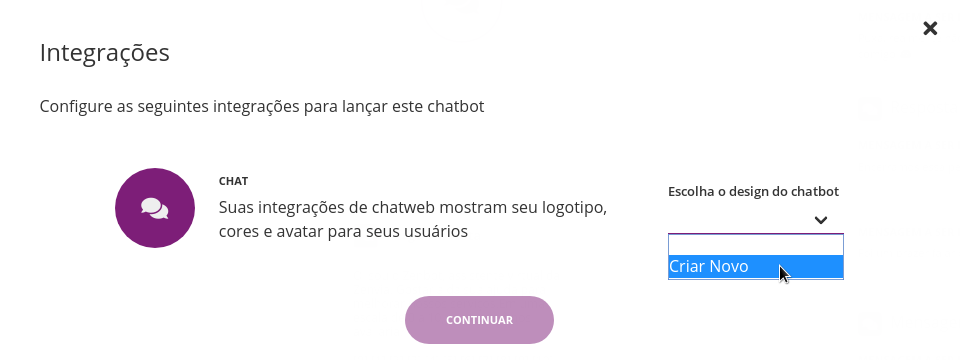 Integrações
Configure as seguintes integrações para lançar este chatbot
CHAT
Suas integrações de chatweb mostram seu logotipo,
cores e avatar para seus usuários
Escolha o design do chatbot
Criar Novo
CONTINUAR